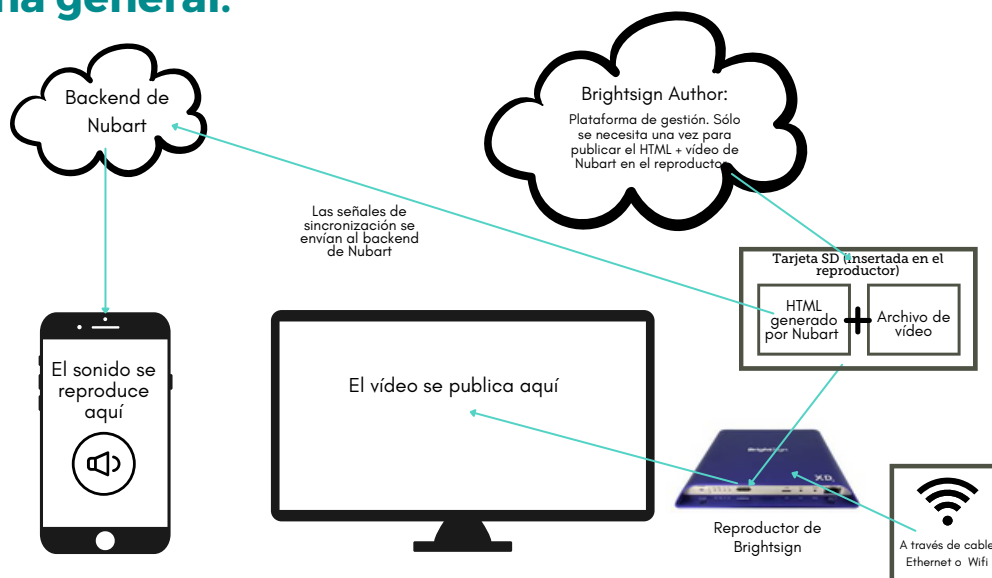 na general.
Backend de
Nubart
Brightsign Author:
Plataforma de gestión. Sólo
se necesita una vez para
publicar el HTML + vídeo de
Nubart en el reproductor.
Las señales de
sincronización se
envían al backend
de Nubart
Tarjeta SD (insertada en el
reproductor)
HTML
generado
por Nubart
Archivo de
vídeo
El sonido se
reproduce
aquí
El vídeo se publica aquí
BrightSign
XD
Reproductor de
Brightsign
A través de cable
Ethernet o Wifi